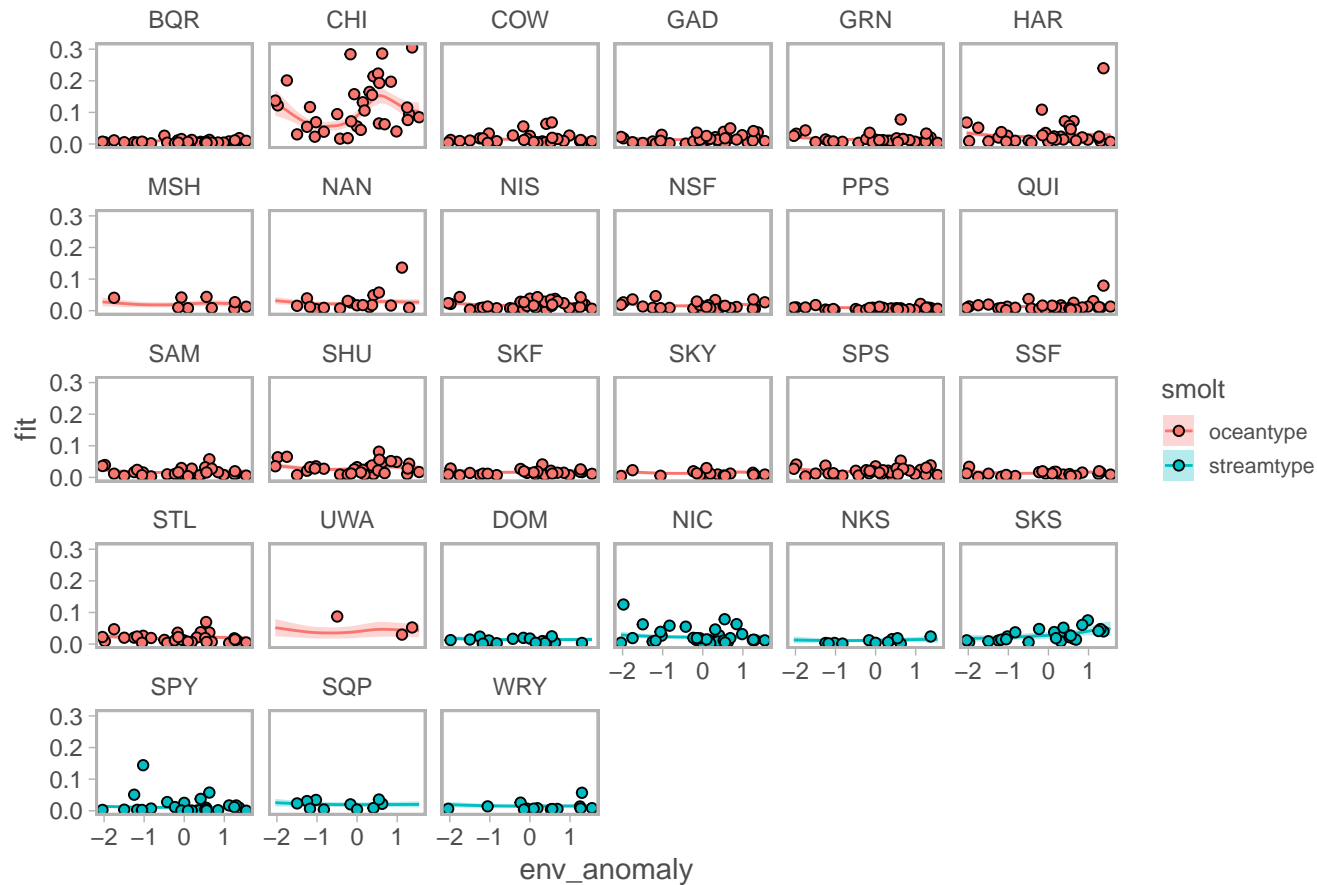 BQR CHI COW GAD GRN HAR
0.3
0.2
0.1
0.0
MSH NAN NIS NSF PPS QUI
0.3
0.2
0.1
0.0
SAM SHU SKF SKY SPS SSF
0.3
0.2
0.1
0.0
STL UWA DOM NIC NKS SKS
0.3
0.2
0.1
0.0
−2 −1 0 1 −2 −1 0 1 −2 −1 0 1
SPY SQP WRY
0.3
0.2
0.1
0.0
−2 −1 0 1 −2 −1 0 1 −2 −1 0 1
env_anomaly
fit
smolt
oceantype
streamtype